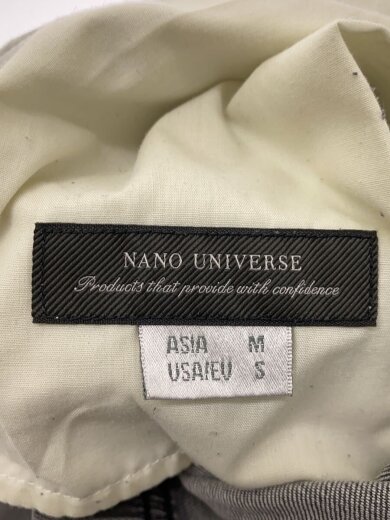 NANO UNIVERSE
Products that provide with confidence
ASIA M
USA/EU S